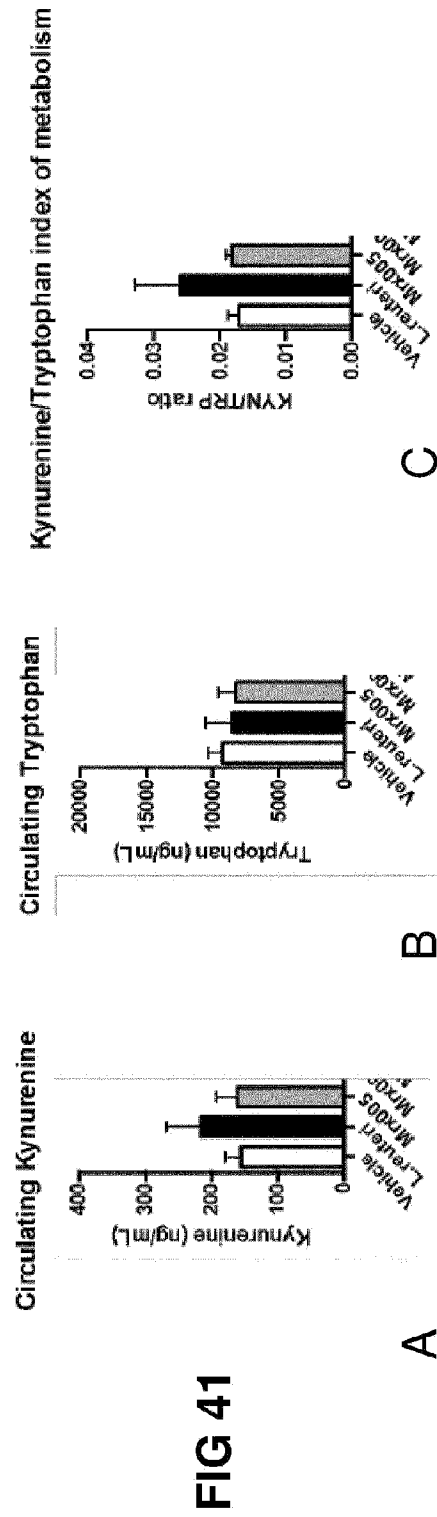 FIG 41
Circulating Kynurenine
Kynurenine (ng/mL)
400
300
200
100
0
Vehicle
L.reuteri
Mrx005
A
Circulating Tryptophan
Tryptophan (ng/mL)
20000
15000
10000
5000
0
Vehicle
L.reuteri
Mrx005
B
Kynurenine/Tryptophan index of metabolism
KYN/TRP ratio
0.04
0.03
0.02
0.01
0.00
Vehicle
L.reuteri
Mrx005
C